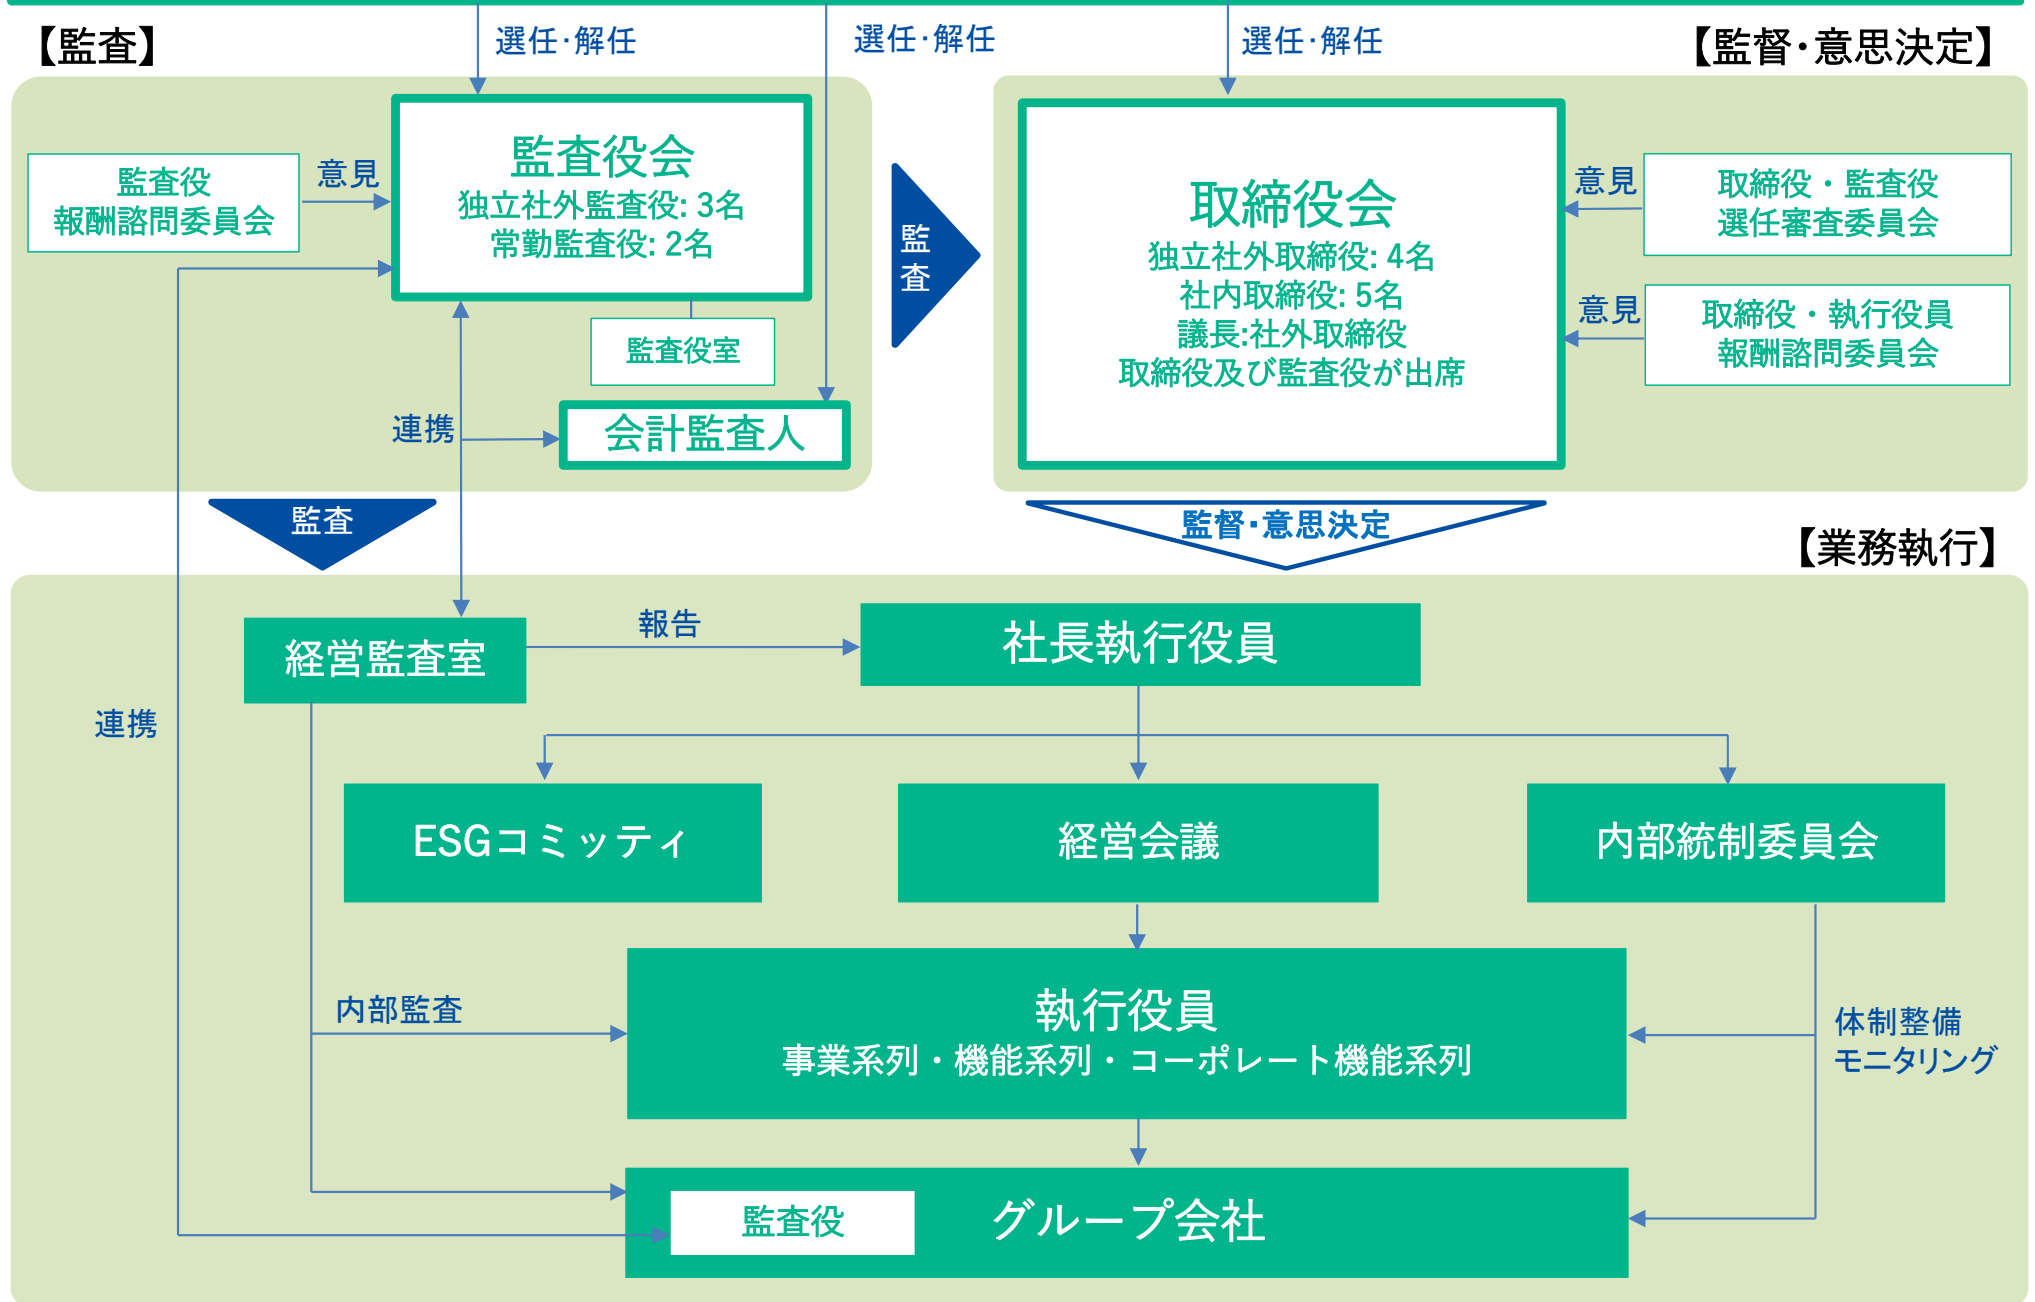 【監査】
選任・解任
選任・解任
選任・解任
【監督・意思決定】
監査役
報酬諮問委員会
意見
監査役会
独立社外監査役: 3名
常勤監査役: 2名
監査役室
会計監査人
連携
監
査
取締役会
独立社外取締役: 4名
社内取締役: 5名
議長:社外取締役
取締役及び監査役が出席
意見
取締役・監査役
選任審査委員会
意見
取締役・執行役員
報酬諮問委員会
監査
監督・意思決定
【業務執行】
経営監査室
報告
社長執行役員
連携
ESGコミッティ
経営会議
内部統制委員会
内部監査
執行役員
事業系列・機能系列・コーポレート機能系列
体制整備
モニタリング
監査役
グループ会社